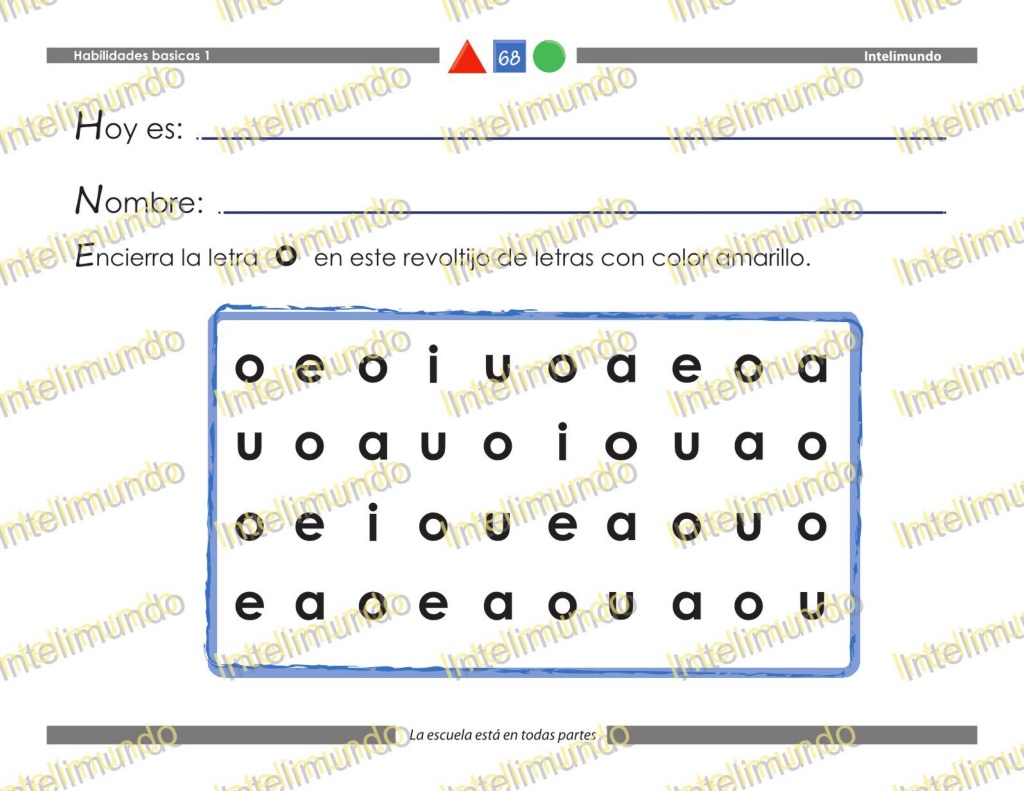 Habilidades basicas 1 68 Intelimundo
Hoy es:
Nombre:
Encierra la letra o en este revoltijo de letras con color amarillo.
o e o i u o a e o a
u o a u o i o u a o
o e i o u e a o u o
e a o e a o u a o u
La escuela está en todas partes